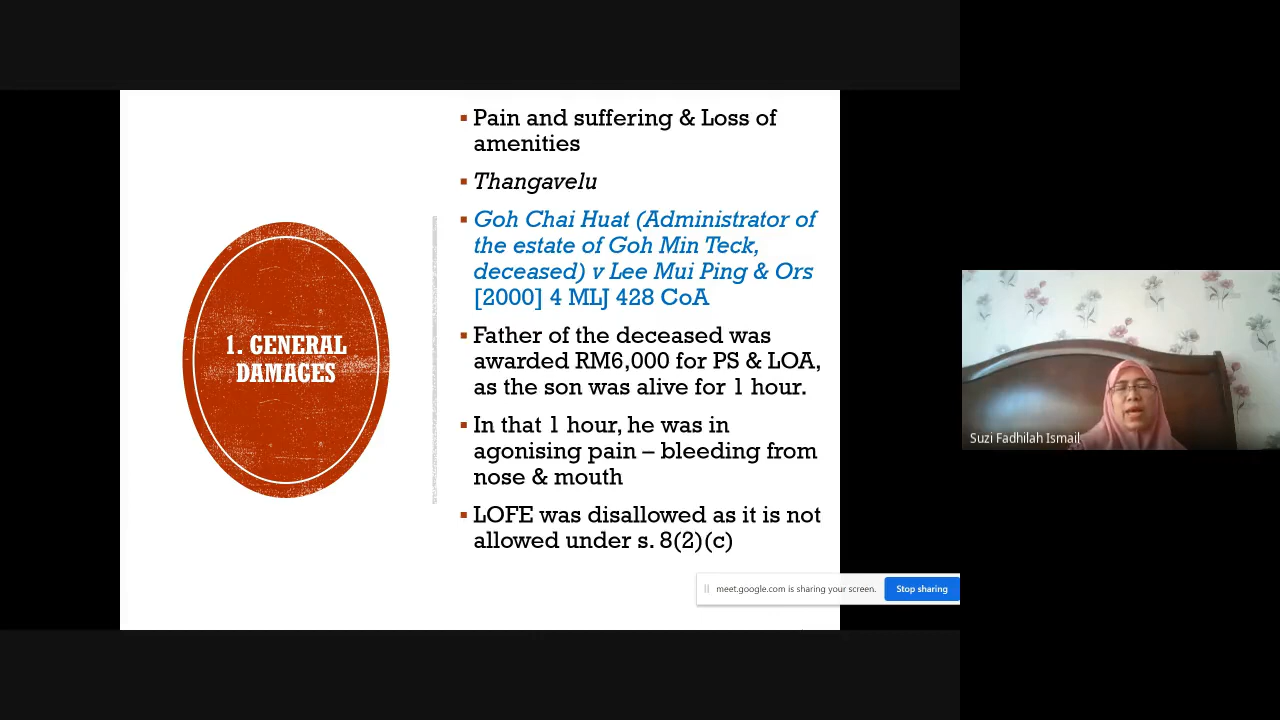 1. GENERAL
DAMAGES
Pain and suffering & Loss of
amenities
Thangavelu
Goh Chai Huat (Administrator of
the estate of Goh Min Teck,
deceased) v Lee Mui Ping & Ors
[2000] 4 MLJ 428 CoA
Father of the deceased was
awarded RM6,000 for PS & LOA,
as the son was alive for 1 hour.
In that 1 hour, he was in
agonising pain – bleeding from
nose & mouth
LOFE was disallowed as it is not
allowed under s. 8(2)(c)
meet.google.com is sharing your screen.
Stop sharing
Suzi Fadhilah Ismail